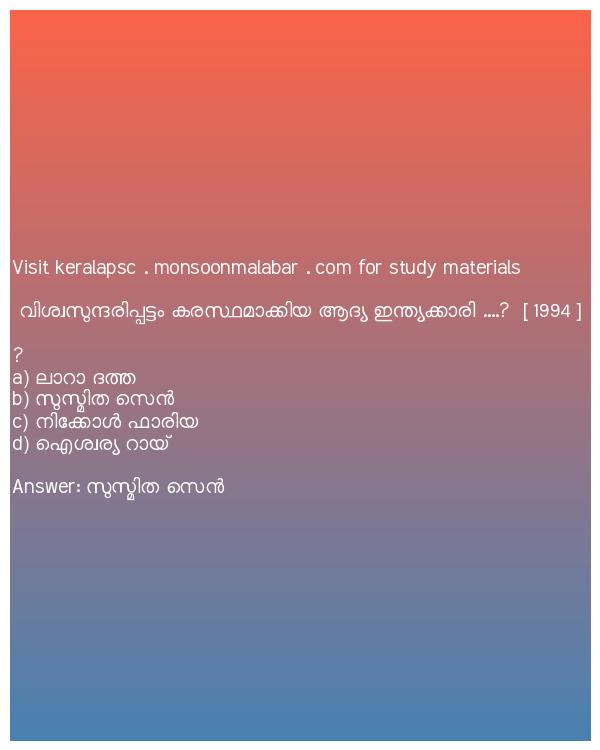 Visit keralapsc . monsoonmalabar . com for study materials
വിശ്വസുന്ദരിപ്പട്ടം കരസ്ഥമാക്കിയ ആദ്യ ഇന്ത്യക്കാരി ....? [ 1994 ]
?
a) ലാറാ ദത്ത
b) സുസ്മിത സെൻ
c) നിക്കോൾ ഫാരിയ
d) ഐശ്വര്യ റായ്
Answer: സുസ്മിത സെൻ